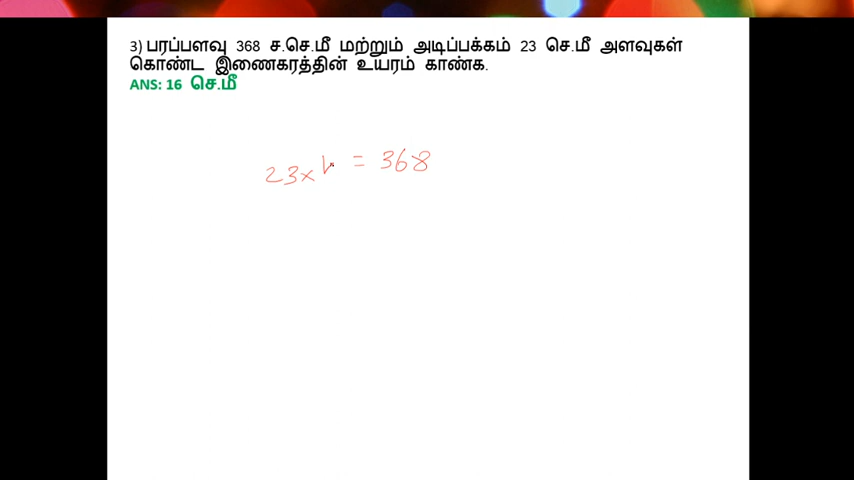 3) பரப்பளவு 368 ச.செ.மீ மற்றும் அடிப்பக்கம் 23 செ.மீ அளவுகள்
கொண்ட இணைகரத்தின் உயரம் காண்க.
ANS: 16 செ.மீ
23 × h = 368